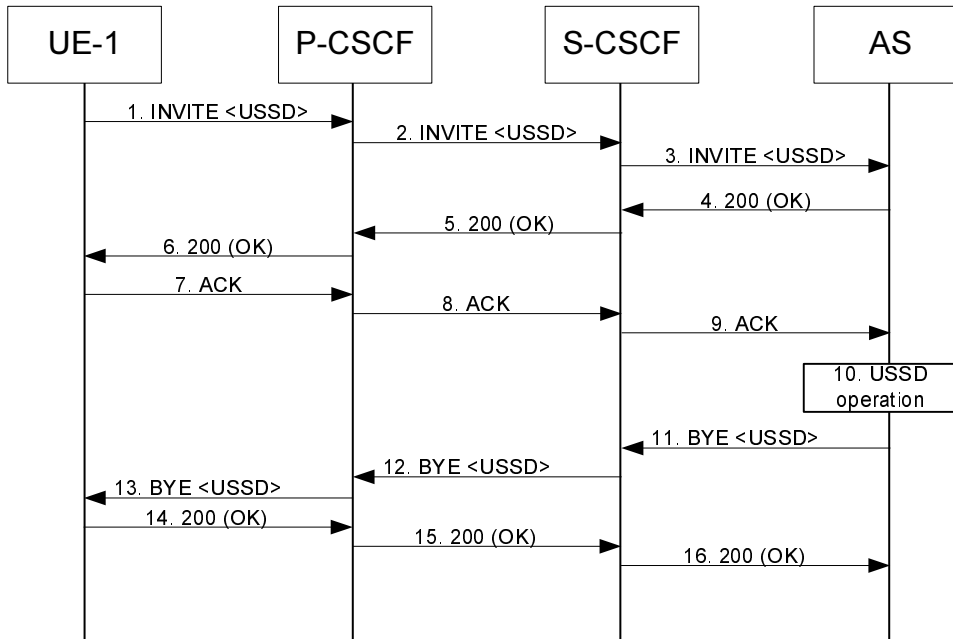 UE-1
P-CSCF
S-CSCF
AS
1. INVITE <USSD>
2. INVITE <USSD>
3. INVITE <USSD>
4. 200 (OK)
5. 200 (OK)
6. 200 (OK)
7. ACK
8. ACK
9. ACK
10. USSD
operation
11. BYE <USSD>
12. BYE <USSD>
13. BYE <USSD>
14. 200 (OK)
15. 200 (OK)
16. 200 (OK)